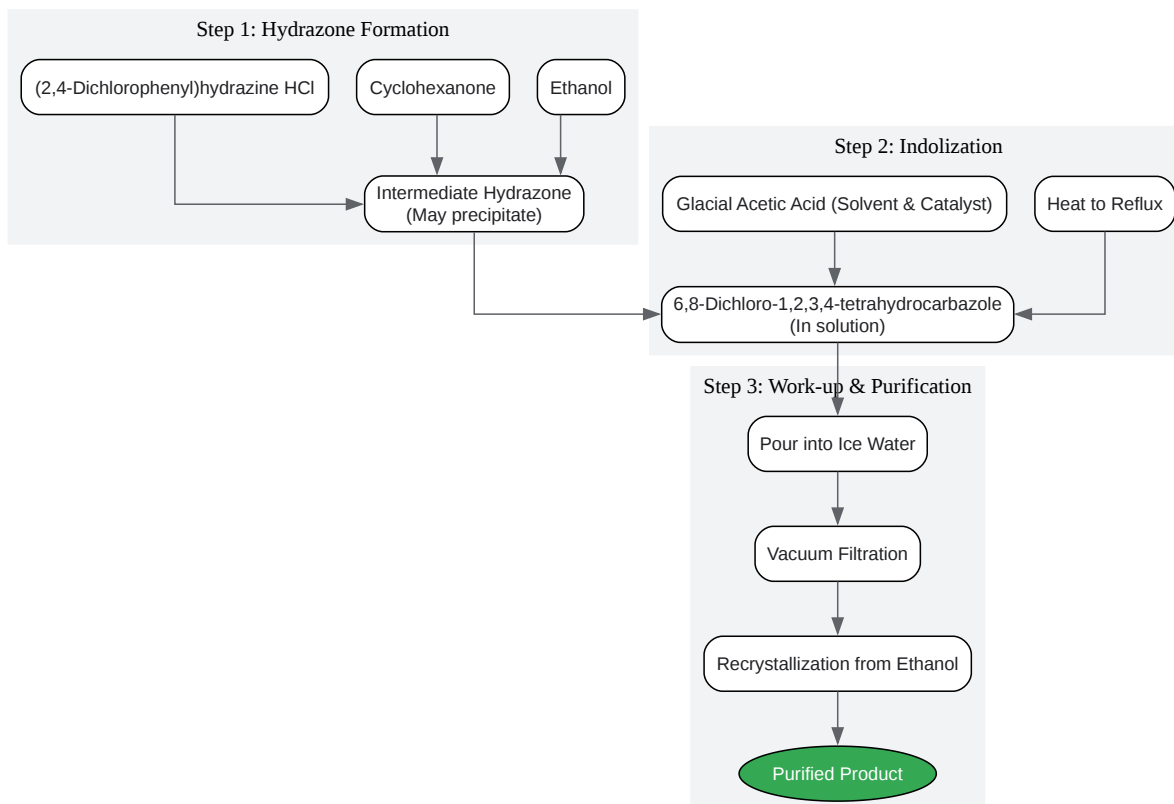 Step 1: Hydrazone Formation
(2,4-Dichlorophenyl)hydrazine HCl
Cyclohexanone
Ethanol
Intermediate Hydrazone
(May precipitate)
Step 2: Indolization
Glacial Acetic Acid (Solvent & Catalyst)
Heat to Reflux
6,8-Dichloro-1,2,3,4-tetrahydrocarbazole
(In solution)
Step 3: Work-up & Purification
Pour into Ice Water
Vacuum Filtration
Recrystallization from Ethanol
Purified Product